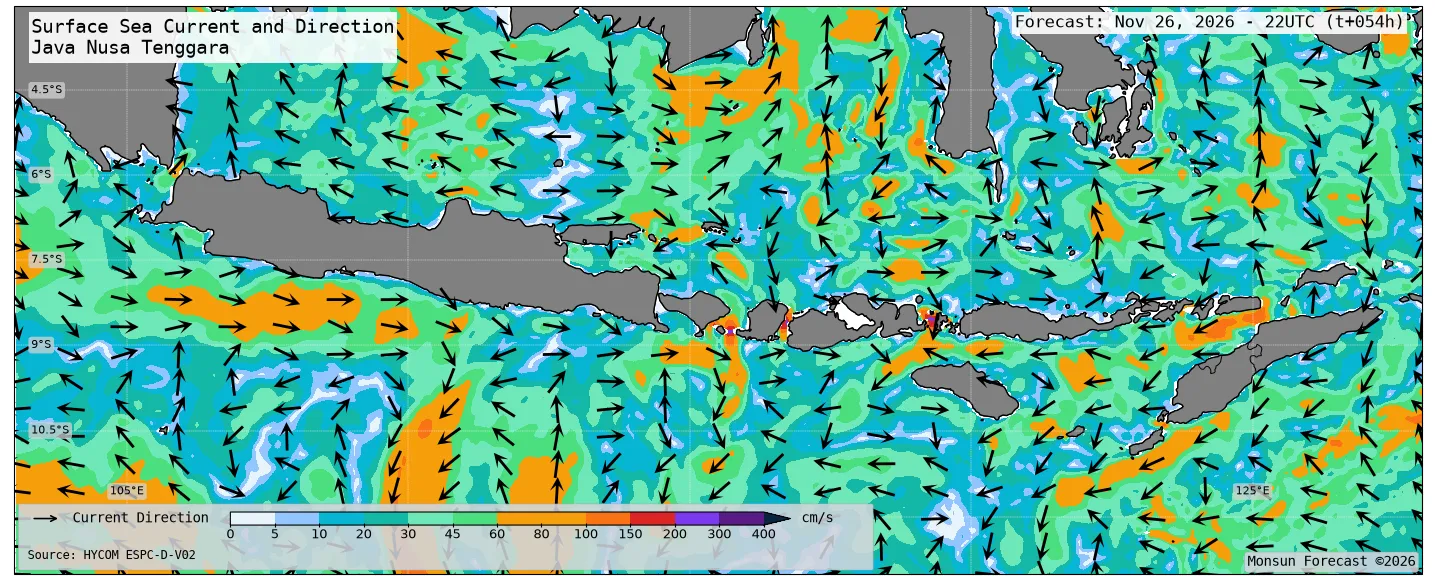 Surface Sea Current and Direction
Java Nusa Tenggara
Forecast: Nov 26, 2026 - 22UTC (t+054h)
4.5°S
6°S
7.5°S
9°S
10.5°S
105°E
125°E
Current Direction
0 5 10 20 30 45 60 80 100 150 200 300 400 cm/s
Source: HYCOM ESPC-D-V02
Monsun Forecast ©2026